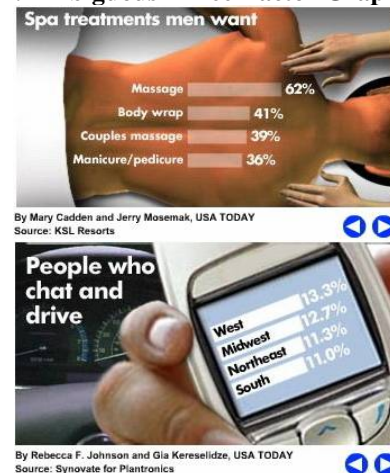 Spa treatments men want
Massage 62%
Body wrap 41%
Couples massage 39%
Manicure/pedicure 36%
By Mary Cadden and Jerry Mosemak, USA TODAY
Source: KSL Resorts
People who
chat and
drive
West 13.3%
Midwest 12.7%
Northeast 11.3%
South 11.0%
By Rebecca F. Johnson and Gia Kereselidze, USA TODAY
Source: Synovate for Plantronics